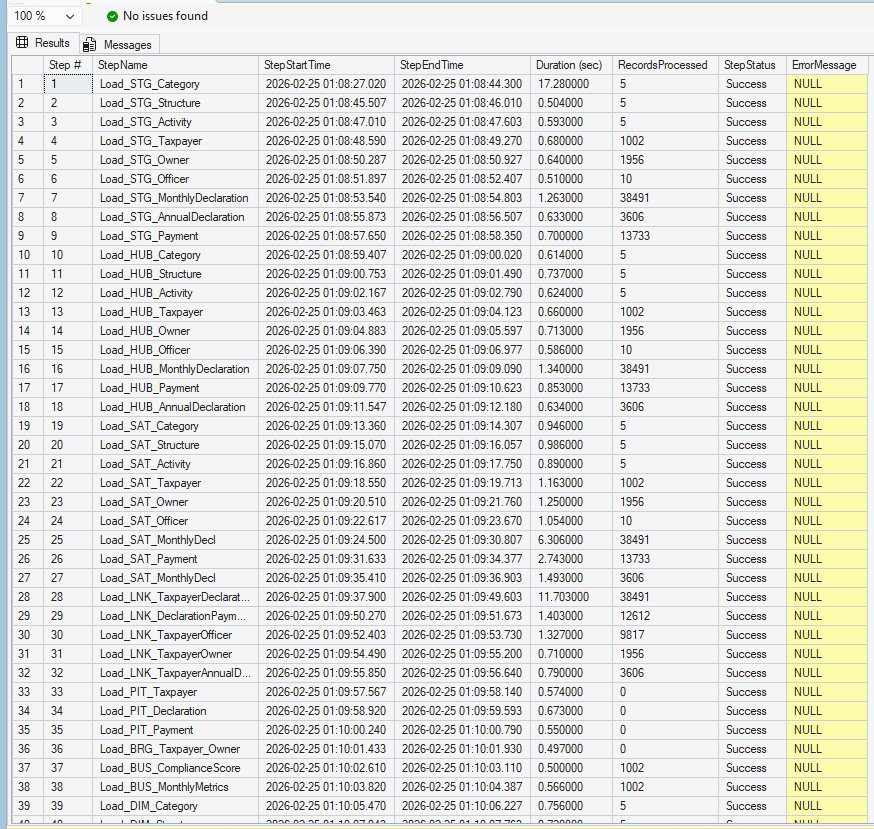 100 % No issues found
Results Messages
Step # StepName StepStartTime StepEndTime Duration (sec) RecordsProcessed StepStatus ErrorMessage
1 1 Load_STG_Category 2026-02-25 01:08:27.020 2026-02-25 01:08:44.300 17.280000 5 Success NULL
2 2 Load_STG_Structure 2026-02-25 01:08:45.507 2026-02-25 01:08:46.010 0.504000 5 Success NULL
3 3 Load_STG_Activity 2026-02-25 01:08:47.010 2026-02-25 01:08:47.603 0.593000 5 Success NULL
4 4 Load_STG_Taxpayer 2026-02-25 01:08:48.590 2026-02-25 01:08:49.270 0.680000 1002 Success NULL
5 5 Load_STG_Owner 2026-02-25 01:08:50.287 2026-02-25 01:08:50.927 0.640000 1956 Success NULL
6 6 Load_STG_Officer 2026-02-25 01:08:51.897 2026-02-25 01:08:52.407 0.510000 10 Success NULL
7 7 Load_STG_MonthlyDeclaration 2026-02-25 01:08:53.540 2026-02-25 01:08:54.803 1.263000 38491 Success NULL
8 8 Load_STG_AnnualDeclaration 2026-02-25 01:08:55.873 2026-02-25 01:08:56.507 0.633000 3606 Success NULL
9 9 Load_STG_Payment 2026-02-25 01:08:57.650 2026-02-25 01:08:58.350 0.700000 13733 Success NULL
10 10 Load_HUB_Category 2026-02-25 01:08:59.407 2026-02-25 01:09:00.020 0.614000 5 Success NULL
11 11 Load_HUB_Structure 2026-02-25 01:09:00.753 2026-02-25 01:09:01.490 0.737000 5 Success NULL
12 12 Load_HUB_Activity 2026-02-25 01:09:02.167 2026-02-25 01:09:02.790 0.624000 5 Success NULL
13 13 Load_HUB_Taxpayer 2026-02-25 01:09:03.463 2026-02-25 01:09:04.123 0.660000 1002 Success NULL
14 14 Load_HUB_Owner 2026-02-25 01:09:04.883 2026-02-25 01:09:05.597 0.713000 1956 Success NULL
15 15 Load_HUB_Officer 2026-02-25 01:09:06.390 2026-02-25 01:09:06.977 0.586000 10 Success NULL
16 16 Load_HUB_MonthlyDeclaration 2026-02-25 01:09:07.750 2026-02-25 01:09:09.090 1.340000 38491 Success NULL
17 17 Load_HUB_Payment 2026-02-25 01:09:09.770 2026-02-25 01:09:10.623 0.853000 13733 Success NULL
18 18 Load_HUB_AnnualDeclaration 2026-02-25 01:09:11.547 2026-02-25 01:09:12.180 0.634000 3606 Success NULL
19 19 Load_SAT_Category 2026-02-25 01:09:13.360 2026-02-25 01:09:14.307 0.946000 5 Success NULL
20 20 Load_SAT_Structure 2026-02-25 01:09:15.070 2026-02-25 01:09:16.057 0.986000 5 Success NULL
21 21 Load_SAT_Activity 2026-02-25 01:09:16.860 2026-02-25 01:09:17.750 0.890000 5 Success NULL
22 22 Load_SAT_Taxpayer 2026-02-25 01:09:18.550 2026-02-25 01:09:19.713 1.163000 1002 Success NULL
23 23 Load_SAT_Owner 2026-02-25 01:09:20.510 2026-02-25 01:09:21.760 1.250000 1956 Success NULL
24 24 Load_SAT_Officer 2026-02-25 01:09:22.617 2026-02-25 01:09:23.670 1.054000 10 Success NULL
25 25 Load_SAT_MonthlyDecl 2026-02-25 01:09:24.500 2026-02-25 01:09:30.807 6.306000 38491 Success NULL
26 26 Load_SAT_Payment 2026-02-25 01:09:31.633 2026-02-25 01:09:34.377 2.743000 13733 Success NULL
27 27 Load_SAT_MonthlyDecl 2026-02-25 01:09:35.410 2026-02-25 01:09:36.903 1.493000 3606 Success NULL
28 28 Load_LNK_TaxpayerDeclarat... 2026-02-25 01:09:37.900 2026-02-25 01:09:49.603 11.703000 38491 Success NULL
29 29 Load_LNK_DeclarationPaym... 2026-02-25 01:09:50.270 2026-02-25 01:09:51.673 1.403000 12612 Success NULL
30 30 Load_LNK_TaxpayerOfficer 2026-02-25 01:09:52.403 2026-02-25 01:09:53.730 1.327000 9817 Success NULL
31 31 Load_LNK_TaxpayerOwner 2026-02-25 01:09:54.490 2026-02-25 01:09:55.200 0.710000 1956 Success NULL
32 32 Load_LNK_TaxpayerAnnualD... 2026-02-25 01:09:55.850 2026-02-25 01:09:56.640 0.790000 3606 Success NULL
33 33 Load_PIT_Taxpayer 2026-02-25 01:09:57.567 2026-02-25 01:09:58.140 0.574000 0 Success NULL
34 34 Load_PIT_Declaration 2026-02-25 01:09:58.920 2026-02-25 01:09:59.593 0.673000 0 Success NULL
35 35 Load_PIT_Payment 2026-02-25 01:10:00.240 2026-02-25 01:10:00.790 0.550000 0 Success NULL
36 36 Load_BRG_Taxpayer_Owner 2026-02-25 01:10:01.433 2026-02-25 01:10:01.930 0.497000 0 Success NULL
37 37 Load_BUS_ComplianceScore 2026-02-25 01:10:02.610 2026-02-25 01:10:03.110 0.500000 1002 Success NULL
38 38 Load_BUS_MonthlyMetrics 2026-02-25 01:10:03.820 2026-02-25 01:10:04.387 0.566000 1002 Success NULL
39 39 Load_DIM_Category 2026-02-25 01:10:05.470 2026-02-25 01:10:06.227 0.756000 5 Success NULL